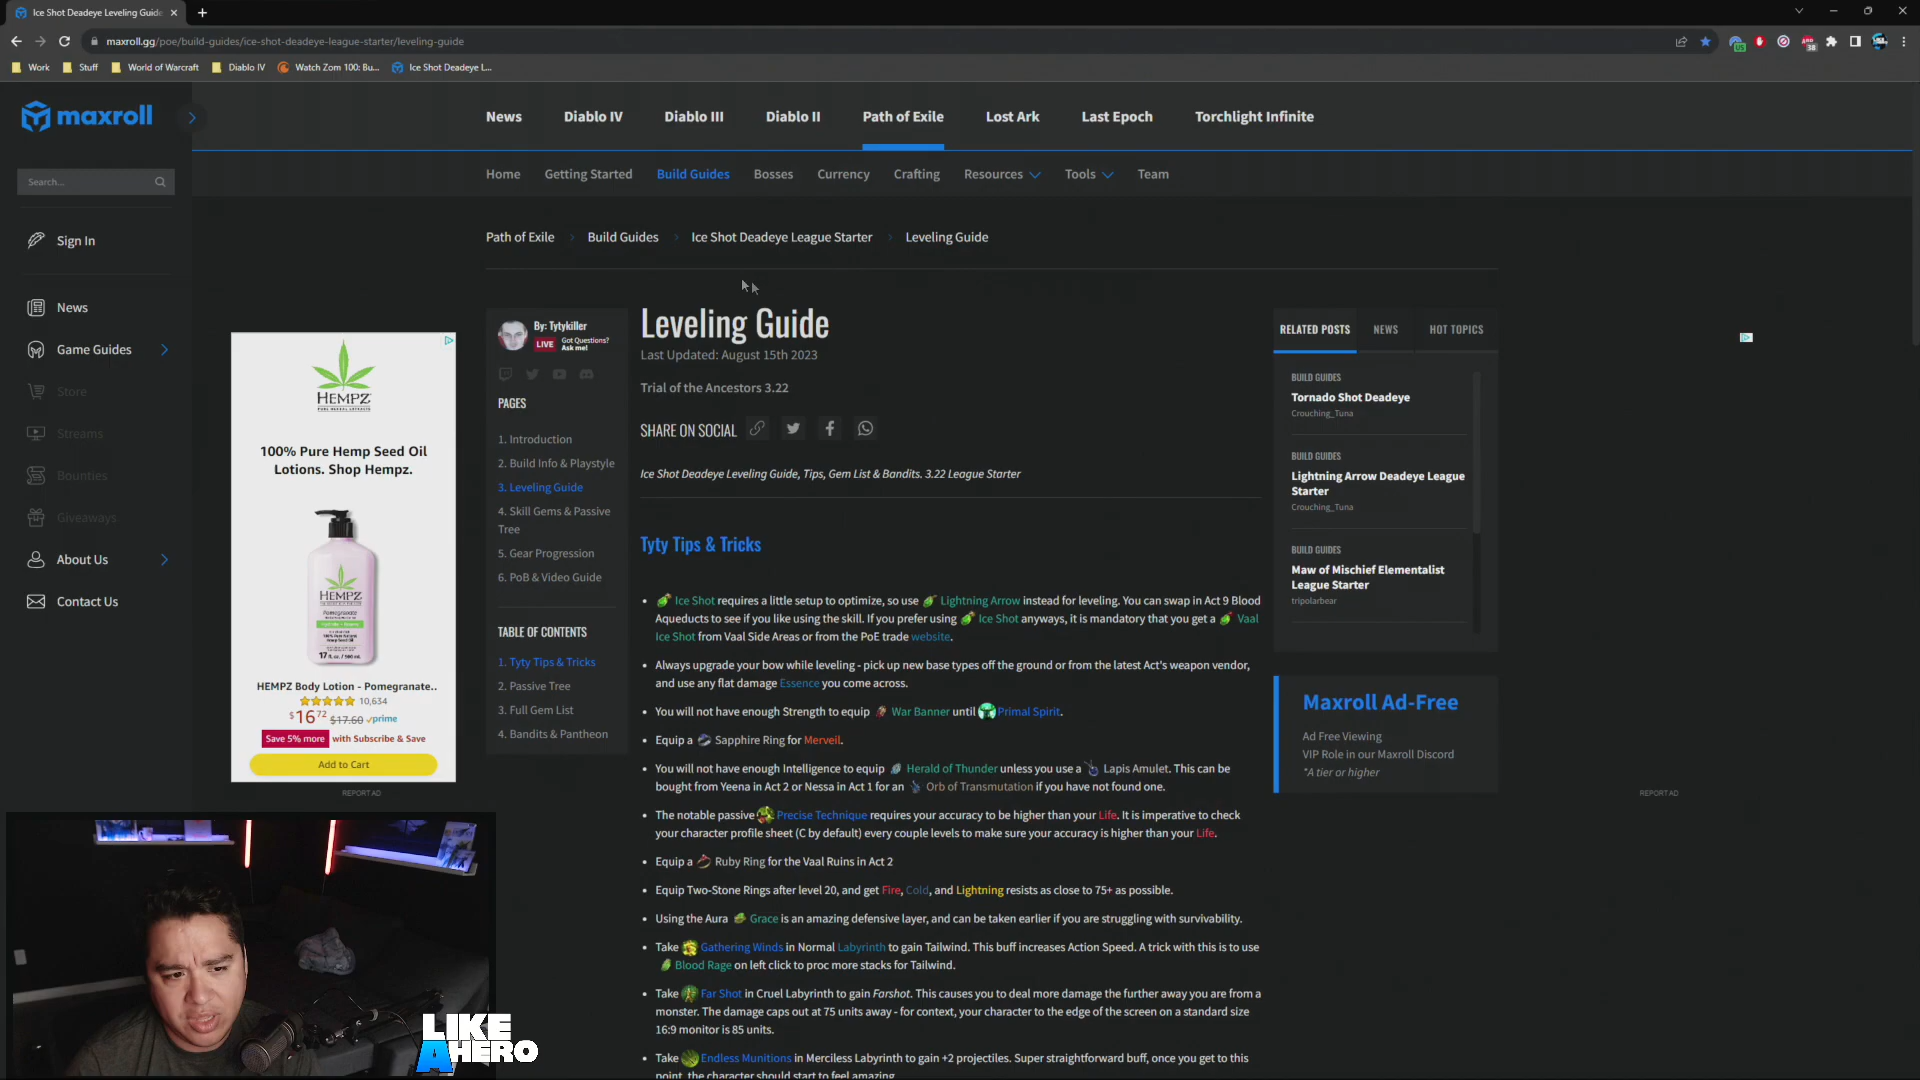 Ice Shot Deadeye Leveling Guide
maxroll.gg/poe/build-guides/ice-shot-deadeye-league-starter/leveling-guide
Work
Stuff
World of Warcraft
Diablo IV
Watch Zom 100: Bu...
Ice Shot Deadeye L...
maxroll
News
Diablo IV
Diablo III
Diablo II
Path of Exile
Lost Ark
Last Epoch
Torchlight Infinite
Search...
Home
Getting Started
Build Guides
Bosses
Currency
Crafting
Resources
Tools
Team
Sign In
News
Game Guides
Store
Streams
Bounties
Giveaways
About Us
Contact Us
Path of Exile
Build Guides
Ice Shot Deadeye League Starter
Leveling Guide
HEMPZ
100% Pure Hemp Seed Oil
Lotions. Shop Hempz.
HEMPZ
HEMPZ Body Lotion - Pomegranate..
10,634
$16 72 $17.60 prime
Save 5% more with Subscribe & Save
Add to Cart
REPORT AD
By: Tytykiller
LIVE
Got Questions?
Ask me!
PAGES
1. Introduction
2. Build Info & Playstyle
3. Leveling Guide
4. Skill Gems & Passive
Tree
5. Gear Progression
6. PoB & Video Guide
TABLE OF CONTENTS
1. Tyty Tips & Tricks
2. Passive Tree
3. Full Gem List
4. Bandits & Pantheon
Leveling Guide
Last Updated: August 15th 2023
Trial of the Ancestors 3.22
SHARE ON SOCIAL
Ice Shot Deadeye Leveling Guide, Tips, Gem List & Bandits. 3.22 League Starter
Tyty Tips & Tricks
• Ice Shot requires a little setup to optimize, so use Lightning Arrow instead for leveling. You can swap in Act 9 Blood
Aqueducts to see if you like using the skill. If you prefer using Ice Shot anyways, it is mandatory that you get a Vaal
Ice Shot from Vaal Side Areas or from the PoE trade website.
• Always upgrade your bow while leveling - pick up new base types off the ground or from the latest Act's weapon vendor,
and use any flat damage Essence you come across.
• You will not have enough Strength to equip War Banner until Primal Spirit.
• Equip a Sapphire Ring for Merveil.
• You will not have enough Intelligence to equip Herald of Thunder unless you use a Lapis Amulet. This can be
bought from Yeena in Act 2 or Nessa in Act 1 for an Orb of Transmutation if you have not found one.
• The notable passive Precise Technique requires your accuracy to be higher than your Life. It is imperative to check
your character profile sheet (C by default) every couple levels to make sure your accuracy is higher than your Life.
• Equip a Ruby Ring for the Vaal Ruins in Act 2
• Equip Two-Stone Rings after level 20, and get Fire, Cold, and Lightning resists as close to 75+ as possible.
• Using the Aura Grace is an amazing defensive layer, and can be taken earlier if you are struggling with survivability.
• Take Gathering Winds in Normal Labyrinth to gain Tailwind. This buff increases Action Speed. A trick with this is to use
Blood Rage on left click to proc more stacks for Tailwind.
• Take Far Shot in Cruel Labyrinth to gain Farshot. This causes you to deal more damage the further away you are from a
monster. The damage caps out at 75 units away - for context, your character to the edge of the screen on a standard size
16:9 monitor is 85 units.
• Take Endless Munitions in Merciless Labyrinth to gain +2 projectiles. Super straightforward buff, once you get to this
point, the character should start to feel amazing.
RELATED POSTS
NEWS
HOT TOPICS
BUILD GUIDES
Tornado Shot Deadeye
Crouching_Tuna
BUILD GUIDES
Lightning Arrow Deadeye League
Starter
Crouching_Tuna
BUILD GUIDES
Maw of Mischief Elementalist
League Starter
tripolarbear
Maxroll Ad-Free
Ad Free Viewing
VIP Role in our Maxroll Discord
*A tier or higher
REPORT AD
LIKE
AHERO